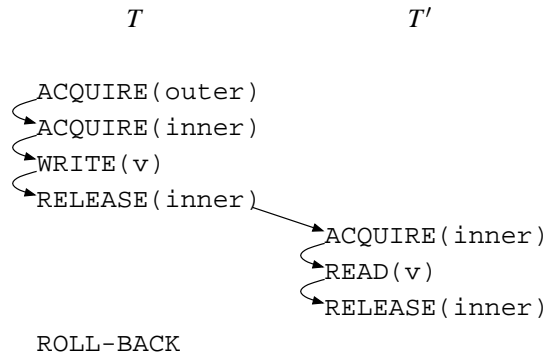 T T′
ACQUIRE(outer)
ACQUIRE(inner)
WRITE(v)
RELEASE(inner)
ACQUIRE(inner)
READ(v)
RELEASE(inner)
ROLL-BACK